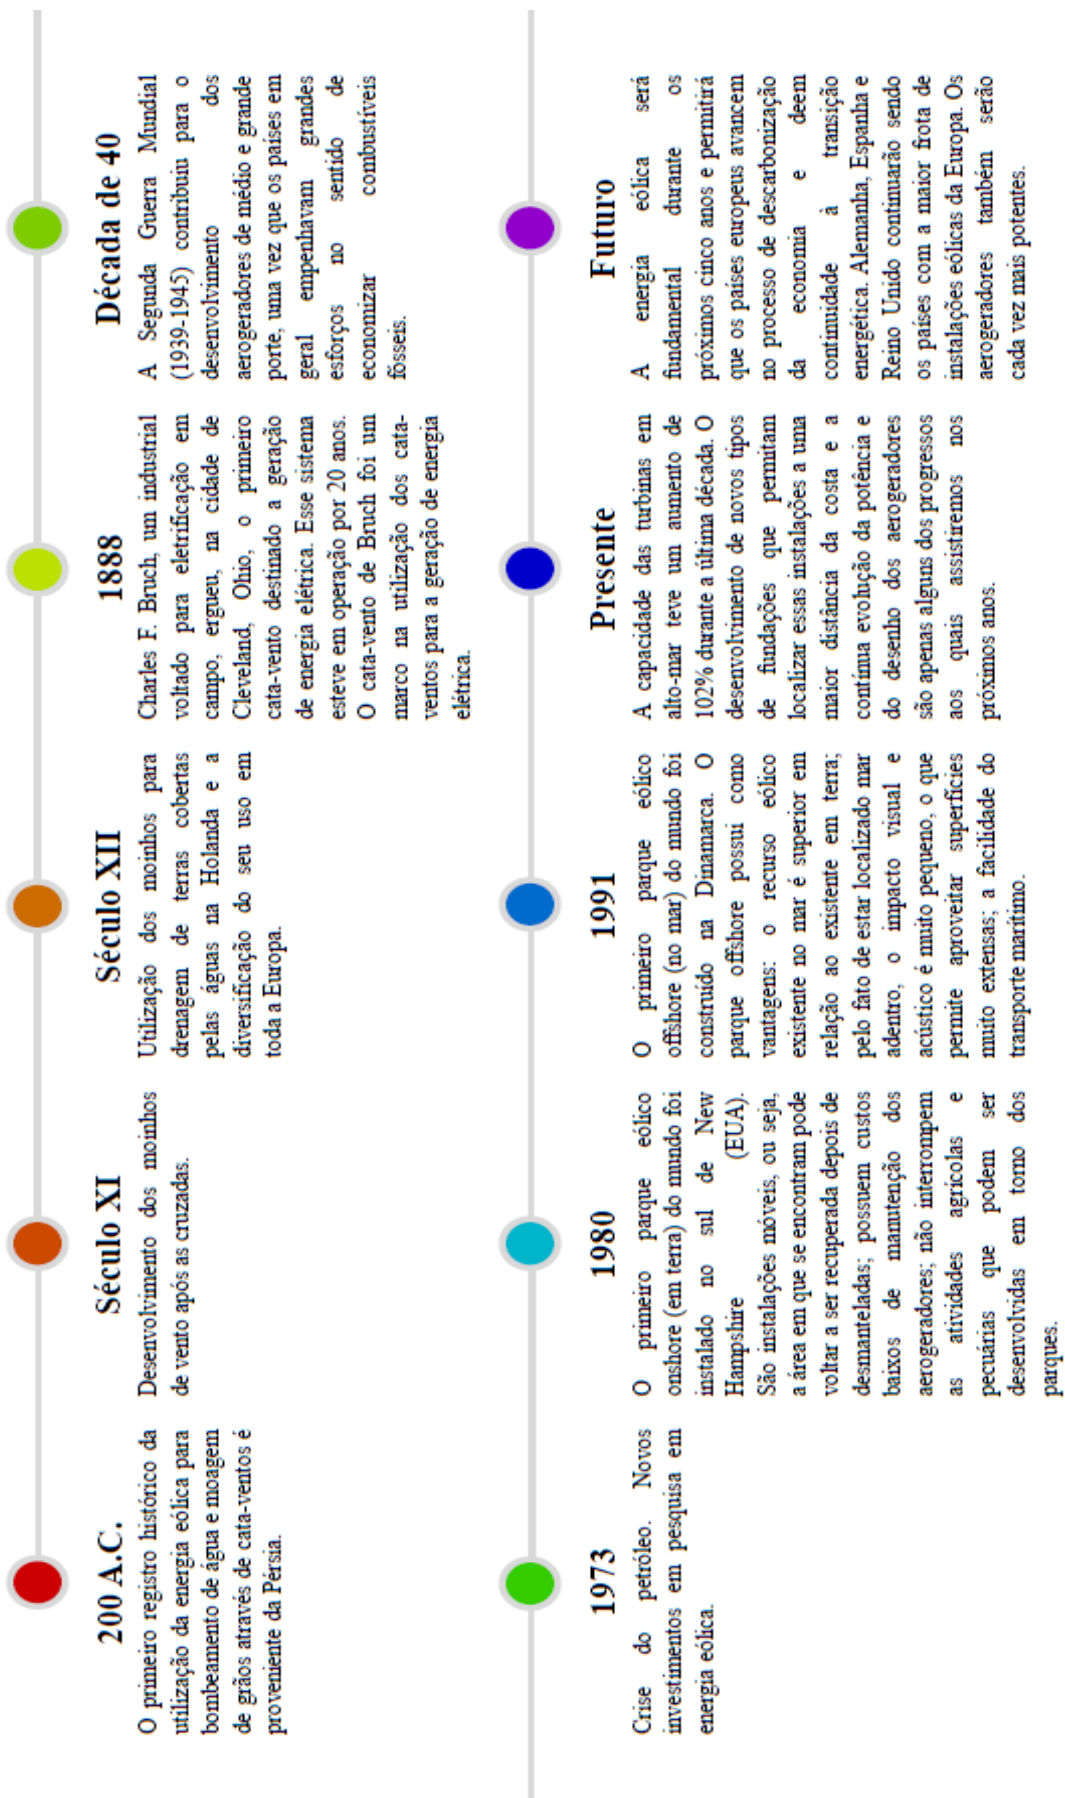 200 A.C.
O primeiro registro histórico da
utilização da energia eólica para
bombeamento de água e moagem
de grãos através de cata-ventos é
proveniente da Pérsia.
Século XI
Desenvolvimento dos moinhos
de vento após as cruzadas.
Século XII
Utilização dos moinhos para
drenagem de terras cobertas
pelas águas na Holanda e a
diversificação do seu uso em
toda a Europa.
1888
Charles F. Bruch, um industrial
voltado para eletrificação em
campo, ergueu, na cidade de
Cleveland, Ohio, o primeiro
cata-vento destinado a geração
de energia elétrica. Esse sistema
esteve em operação por 20 anos.
O cata-vento de Bruch foi um
marco na utilização dos cata-
ventos para a geração de energia
elétrica.
Década de 40
A Segunda Guerra Mundial
(1939-1945) contribuiu para o
desenvolvimento dos
aerogeradores de médio e grande
porte, uma vez que os países em
geral empenhavam grandes
esforços no sentido de
economizar combustíveis
fósseis.
1973
Crise do petróleo. Novos
investimentos em pesquisa em
energia eólica.
1980
O primeiro parque eólico
onshore (em terra) do mundo foi
instalado no sul de New
Hampshire (EUA).
São instalações móveis, ou seja,
a área em que se encontram pode
voltar a ser recuperada depois de
desmanteladas; possuem custos
baixos de manutenção dos
aerogeradores; não interrompem
as atividades agrícolas e
pecuárias que podem ser
desenvolvidas em torno dos
parques.
1991
O primeiro parque eólico
offshore (no mar) do mundo foi
construído na Dinamarca. O
parque offshore possui como
vantagens: o recurso eólico
existente no mar é superior em
relação ao existente em terra;
pelo fato de estar localizado mar
adentro, o impacto visual e
acústico é muito pequeno, o que
permite aproveitar superfícies
muito extensas; a facilidade do
transporte marítimo.
Presente
A capacidade das turbinas em
alto-mar teve um aumento de
102% durante a última década. O
desenvolvimento de novos tipos
de fundações que permitam
localizar essas instalações a uma
maior distância da costa e a
contínua evolução da potência e
do desenho dos aerogeradores
são apenas alguns dos progressos
aos quais assistiremos nos
próximos anos.
Futuro
A energia eólica será
fundamental durante os
próximos cinco anos e permitirá
que os países europeus avancem
no processo de descarbonização
da economia e deem
continuidade à transição
energética. Alemanha, Espanha e
Reino Unido continuarão sendo
os países com a maior frota de
instalações eólicas da Europa. Os
aerogeradores também serão
cada vez mais potentes.